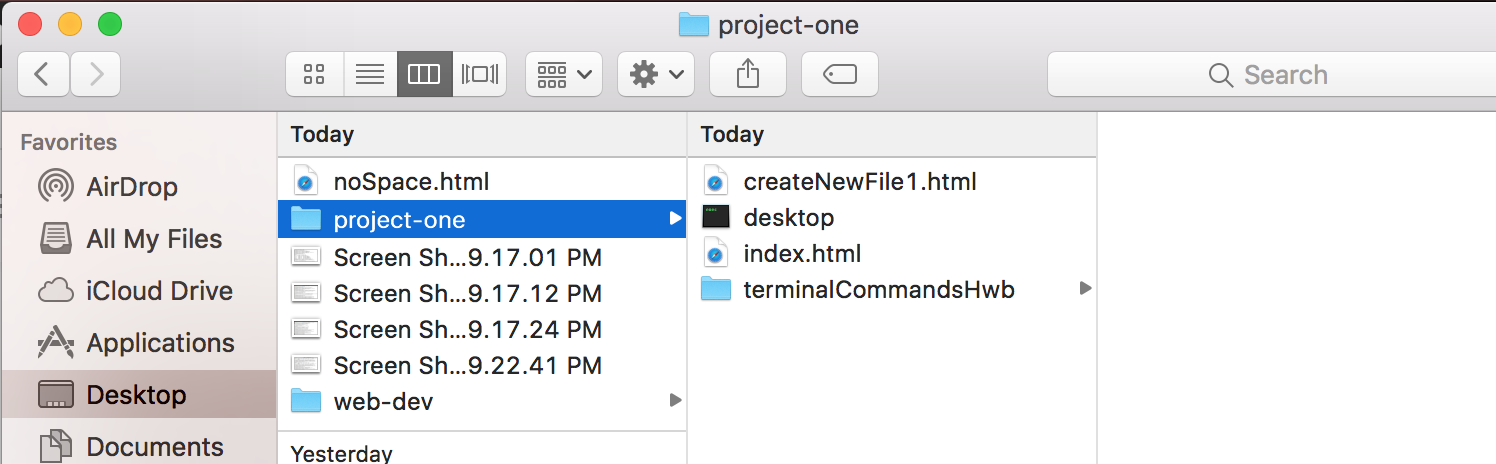 project-one
Search
Favorites
AirDrop
All My Files
iCloud Drive
Applications
Desktop
Documents
Today
noSpace.html
project-one
Screen Sh...9.17.01 PM
Screen Sh...9.17.12 PM
Screen Sh...9.17.24 PM
Screen Sh...9.22.41 PM
web-dev
Yesterday
Today
createNewFile1.html
desktop
index.html
terminalCommandsHwb